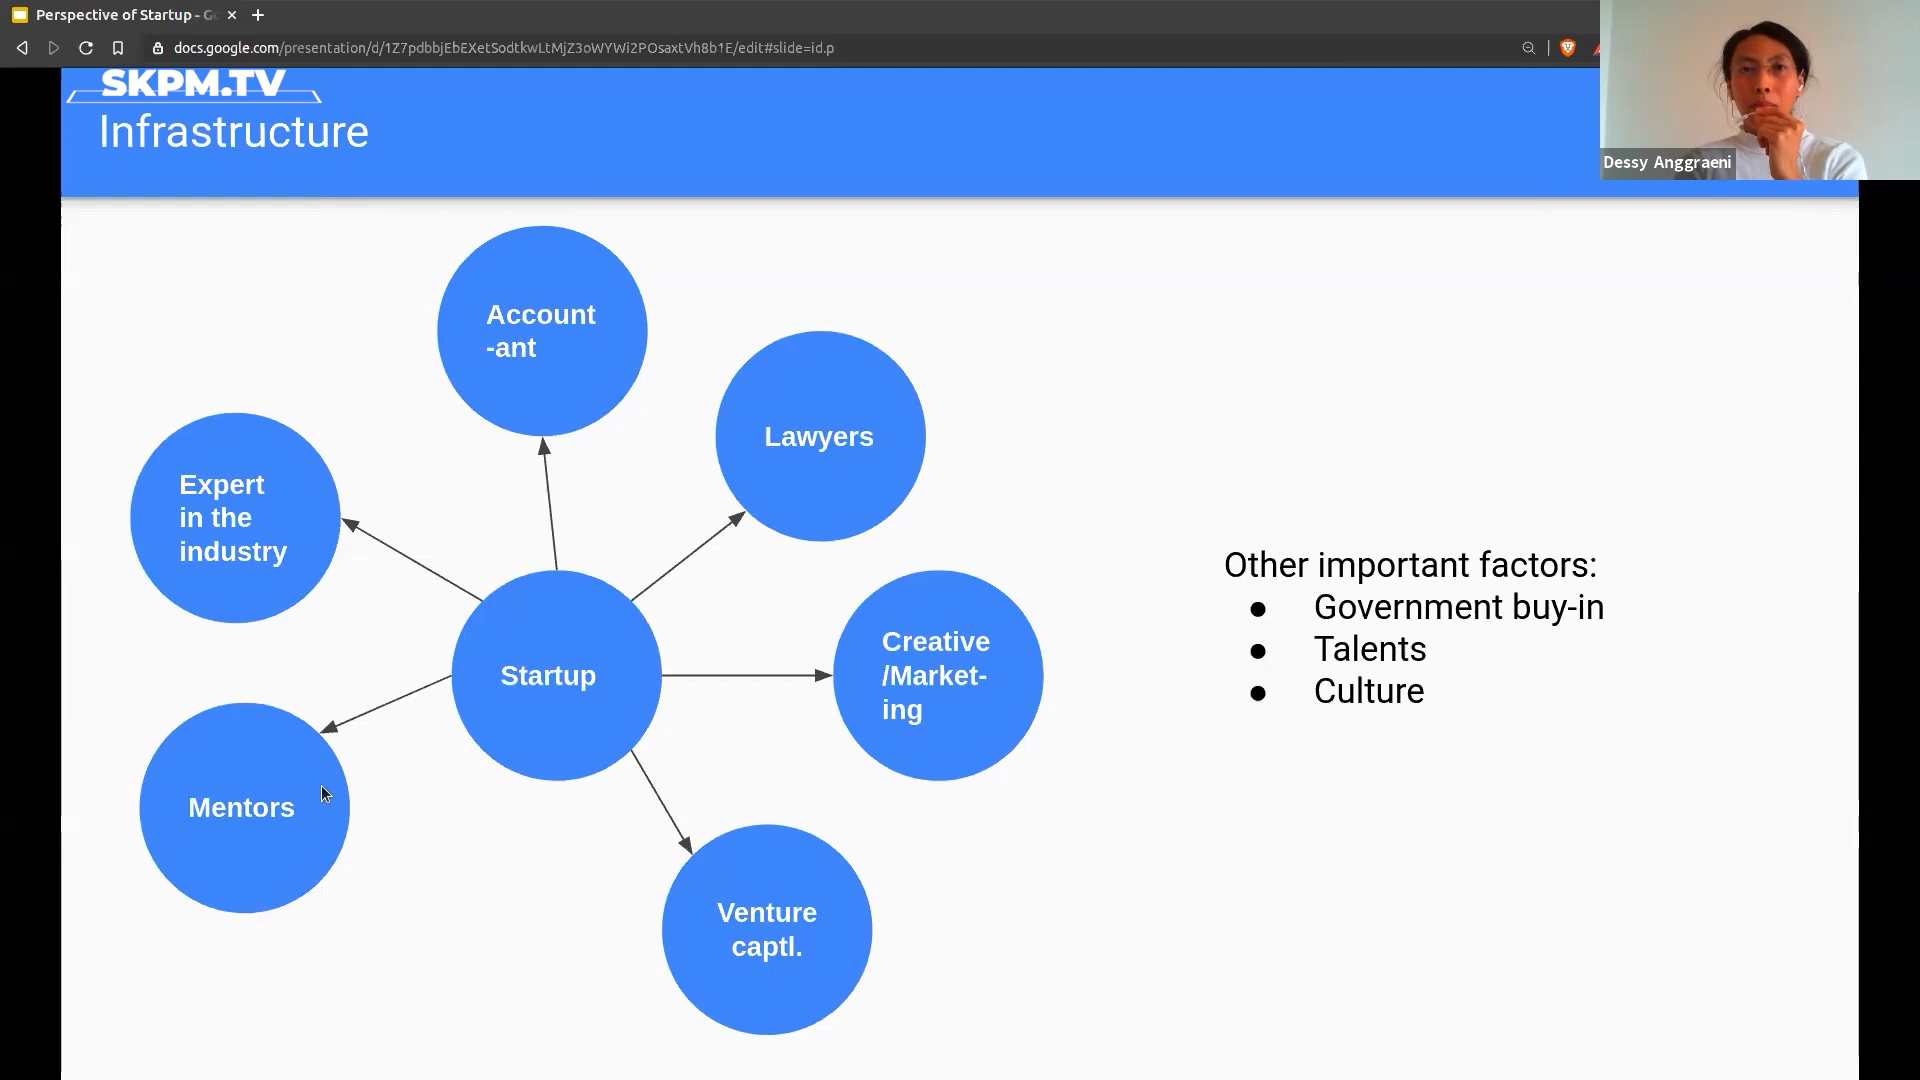 Perspective of Startup - G
docs.google.com/presentation/d/1Z7pdbbjEbEXetSodtkwLtMjZ3oWYWi2POsaxtVh8b1E/edit#slide=id.p
SKPM.TV
Infrastructure
Dessy Anggraeni
Account
-ant
Lawyers
Expert
in the
industry
Creative
/Market-
ing
Startup
Mentors
Venture
captl.
Other important factors:
● Government buy-in
● Talents
● Culture